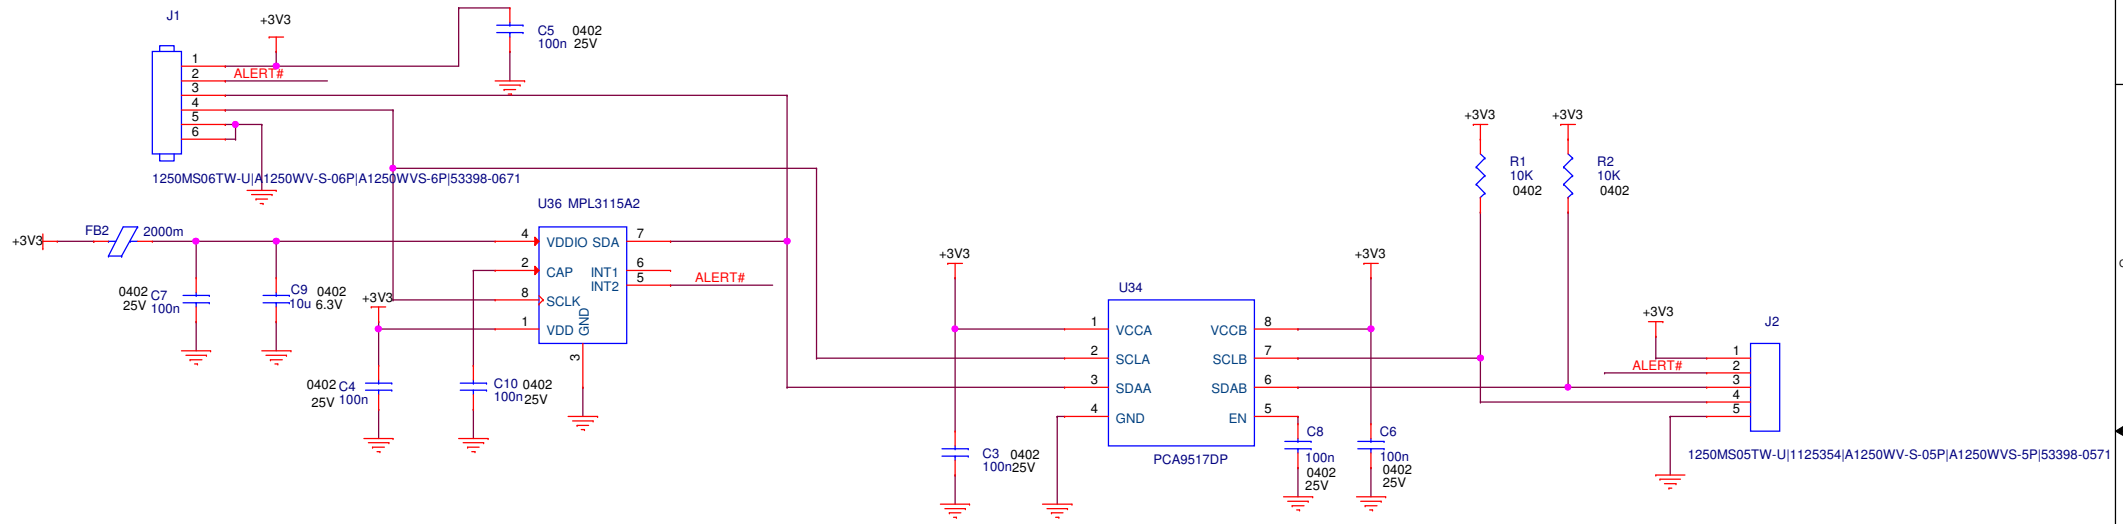 J1
+3V3
1
2
3
4
5
6
ALERT#
C5 0402
100n 25V
1250MS06TW-U|A1250WV-S-06P|A1250WVS-6P|53398-0671
+3V3
FB2
2000m
0402 C7
25V 100n
C9 0402
10u 6.3V
+3V3
0402 C4
25V 100n
C10 0402
100n 25V
U36 MPL3115A2
4 VDDIO SDA 7
2 CAP INT1 6
INT2 5
8 SCLK
1 VDD
GND
3
ALERT#
+3V3
C3 0402
100n 25V
U34
1 VCCA VCCB 8
2 SCLA SCLB 7
3 SDAA SDAB 6
4 GND EN 5
PCA9517DP
+3V3
C8
100n
0402
25V
C6
100n
0402
25V
+3V3
R1
10K
0402
+3V3
R2
10K
0402
+3V3
ALERT#
J2
1
2
3
4
5
1250MS05TW-U|1125354|A1250WV-S-05P|A1250WVS-5P|53398-0571